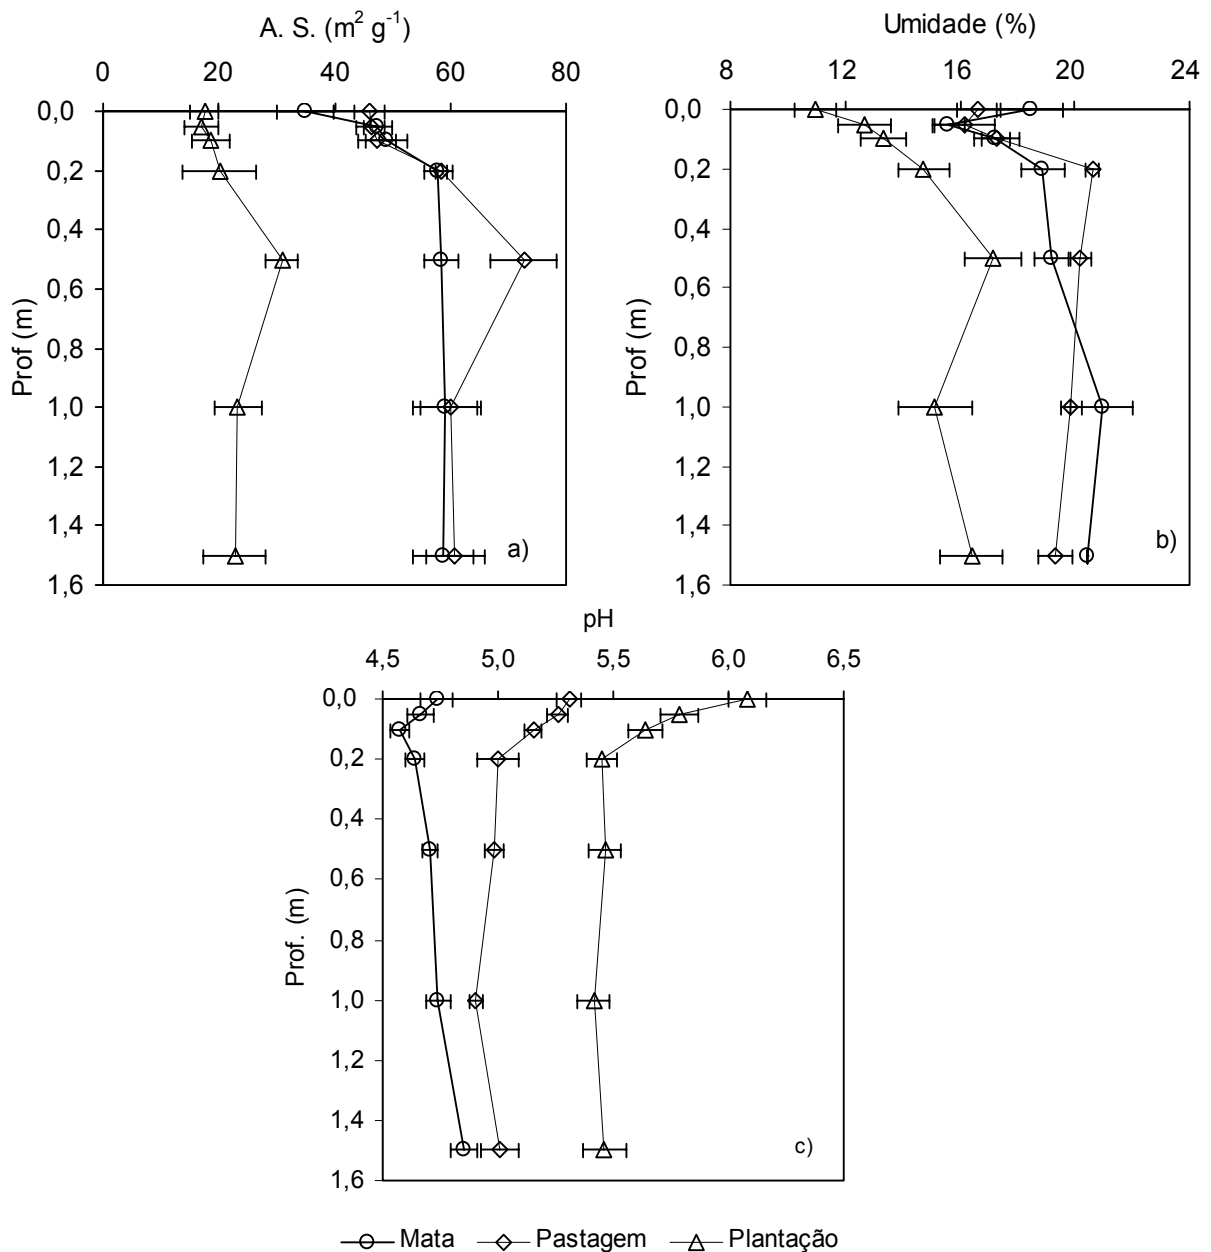 A. S. (m² g⁻¹)
0 20 40 60 80
0,0
0,2
0,4
0,6
0,8
1,0
1,2
1,4
1,6
Prof (m)
a)
Umidade (%)
8 12 16 20 24
0,0
0,2
0,4
0,6
0,8
1,0
1,2
1,4
1,6
Prof (m)
b)
pH
4,5 5,0 5,5 6,0 6,5
0,0
0,2
0,4
0,6
0,8
1,0
1,2
1,4
1,6
Prof. (m)
c)
Mata Pastagem Plantação